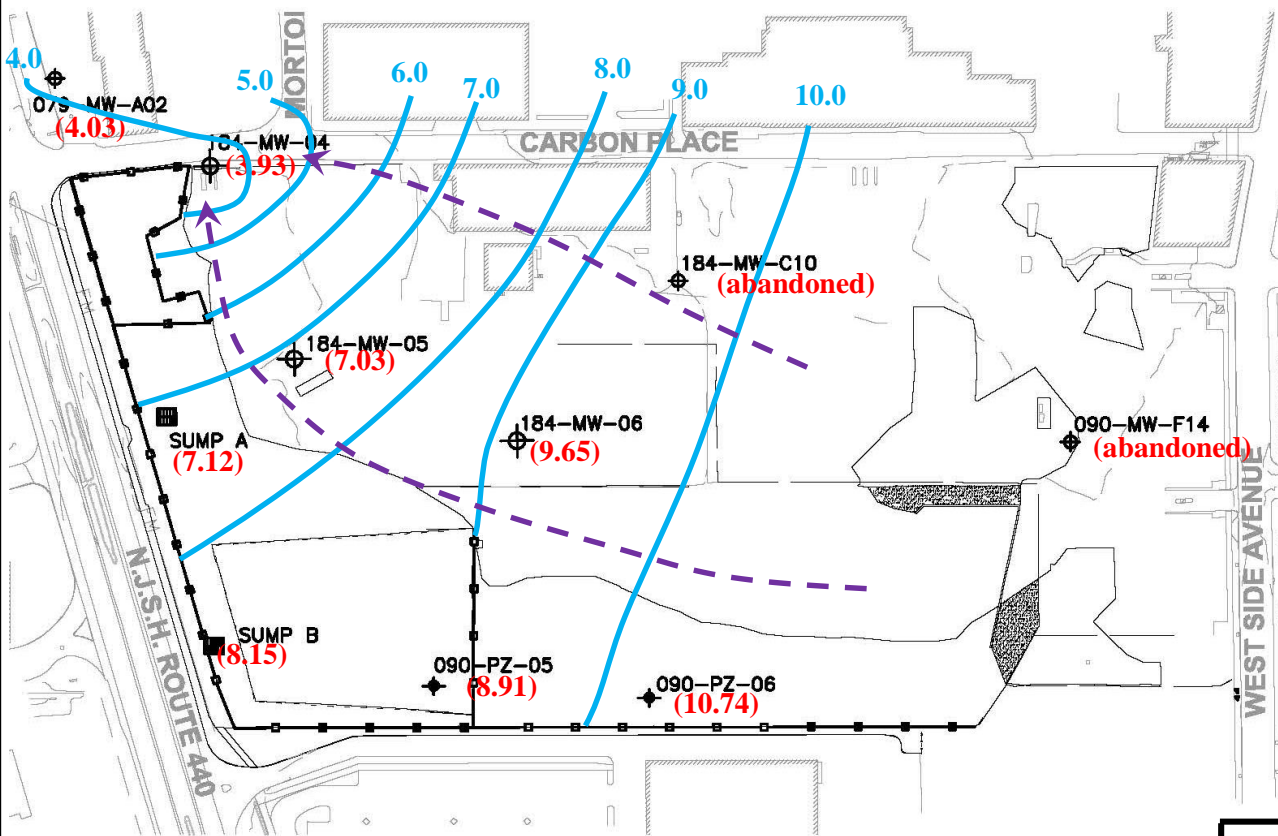 4.0
5.0
6.0
7.0
8.0
9.0
10.0
079-MW-A02
(4.03)
184-MW-04
(3.93)
CARBON PLACE
184-MW-C10
(abandoned)
184-MW-05
(7.03)
184-MW-06
(9.65)
090-MW-F14
(abandoned)
SUMP A
(7.12)
SUMP B
(8.15)
090-PZ-05
(8.91)
090-PZ-06
(10.74)
N.J.S.H. ROUTE 440
WEST SIDE AVENUE